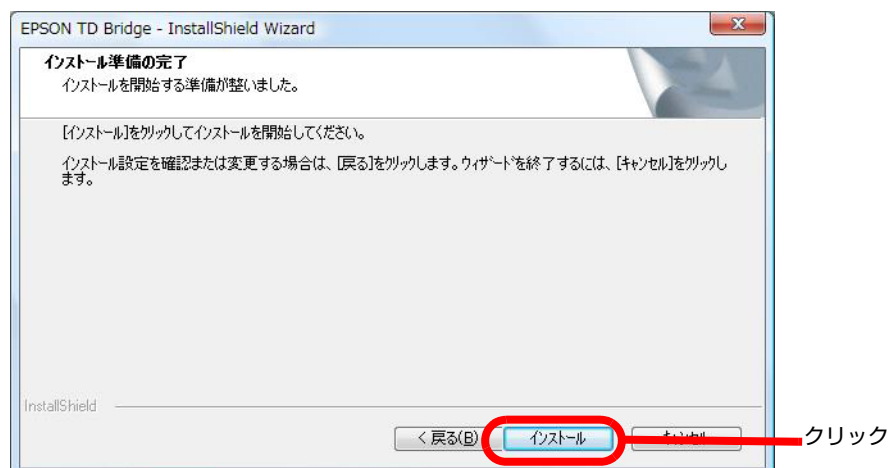 EPSON TD Bridge - InstallShield Wizard
インストール準備の完了
インストールを開始する準備が整いました。
[インストール]をクリックしてインストールを開始してください。
インストール設定を確認または変更する場合は、[戻る]をクリックします。ウィザードを終了するには、[キャンセル]をクリックし
ます。
InstallShield
< 戻る(B) インストール
クリック